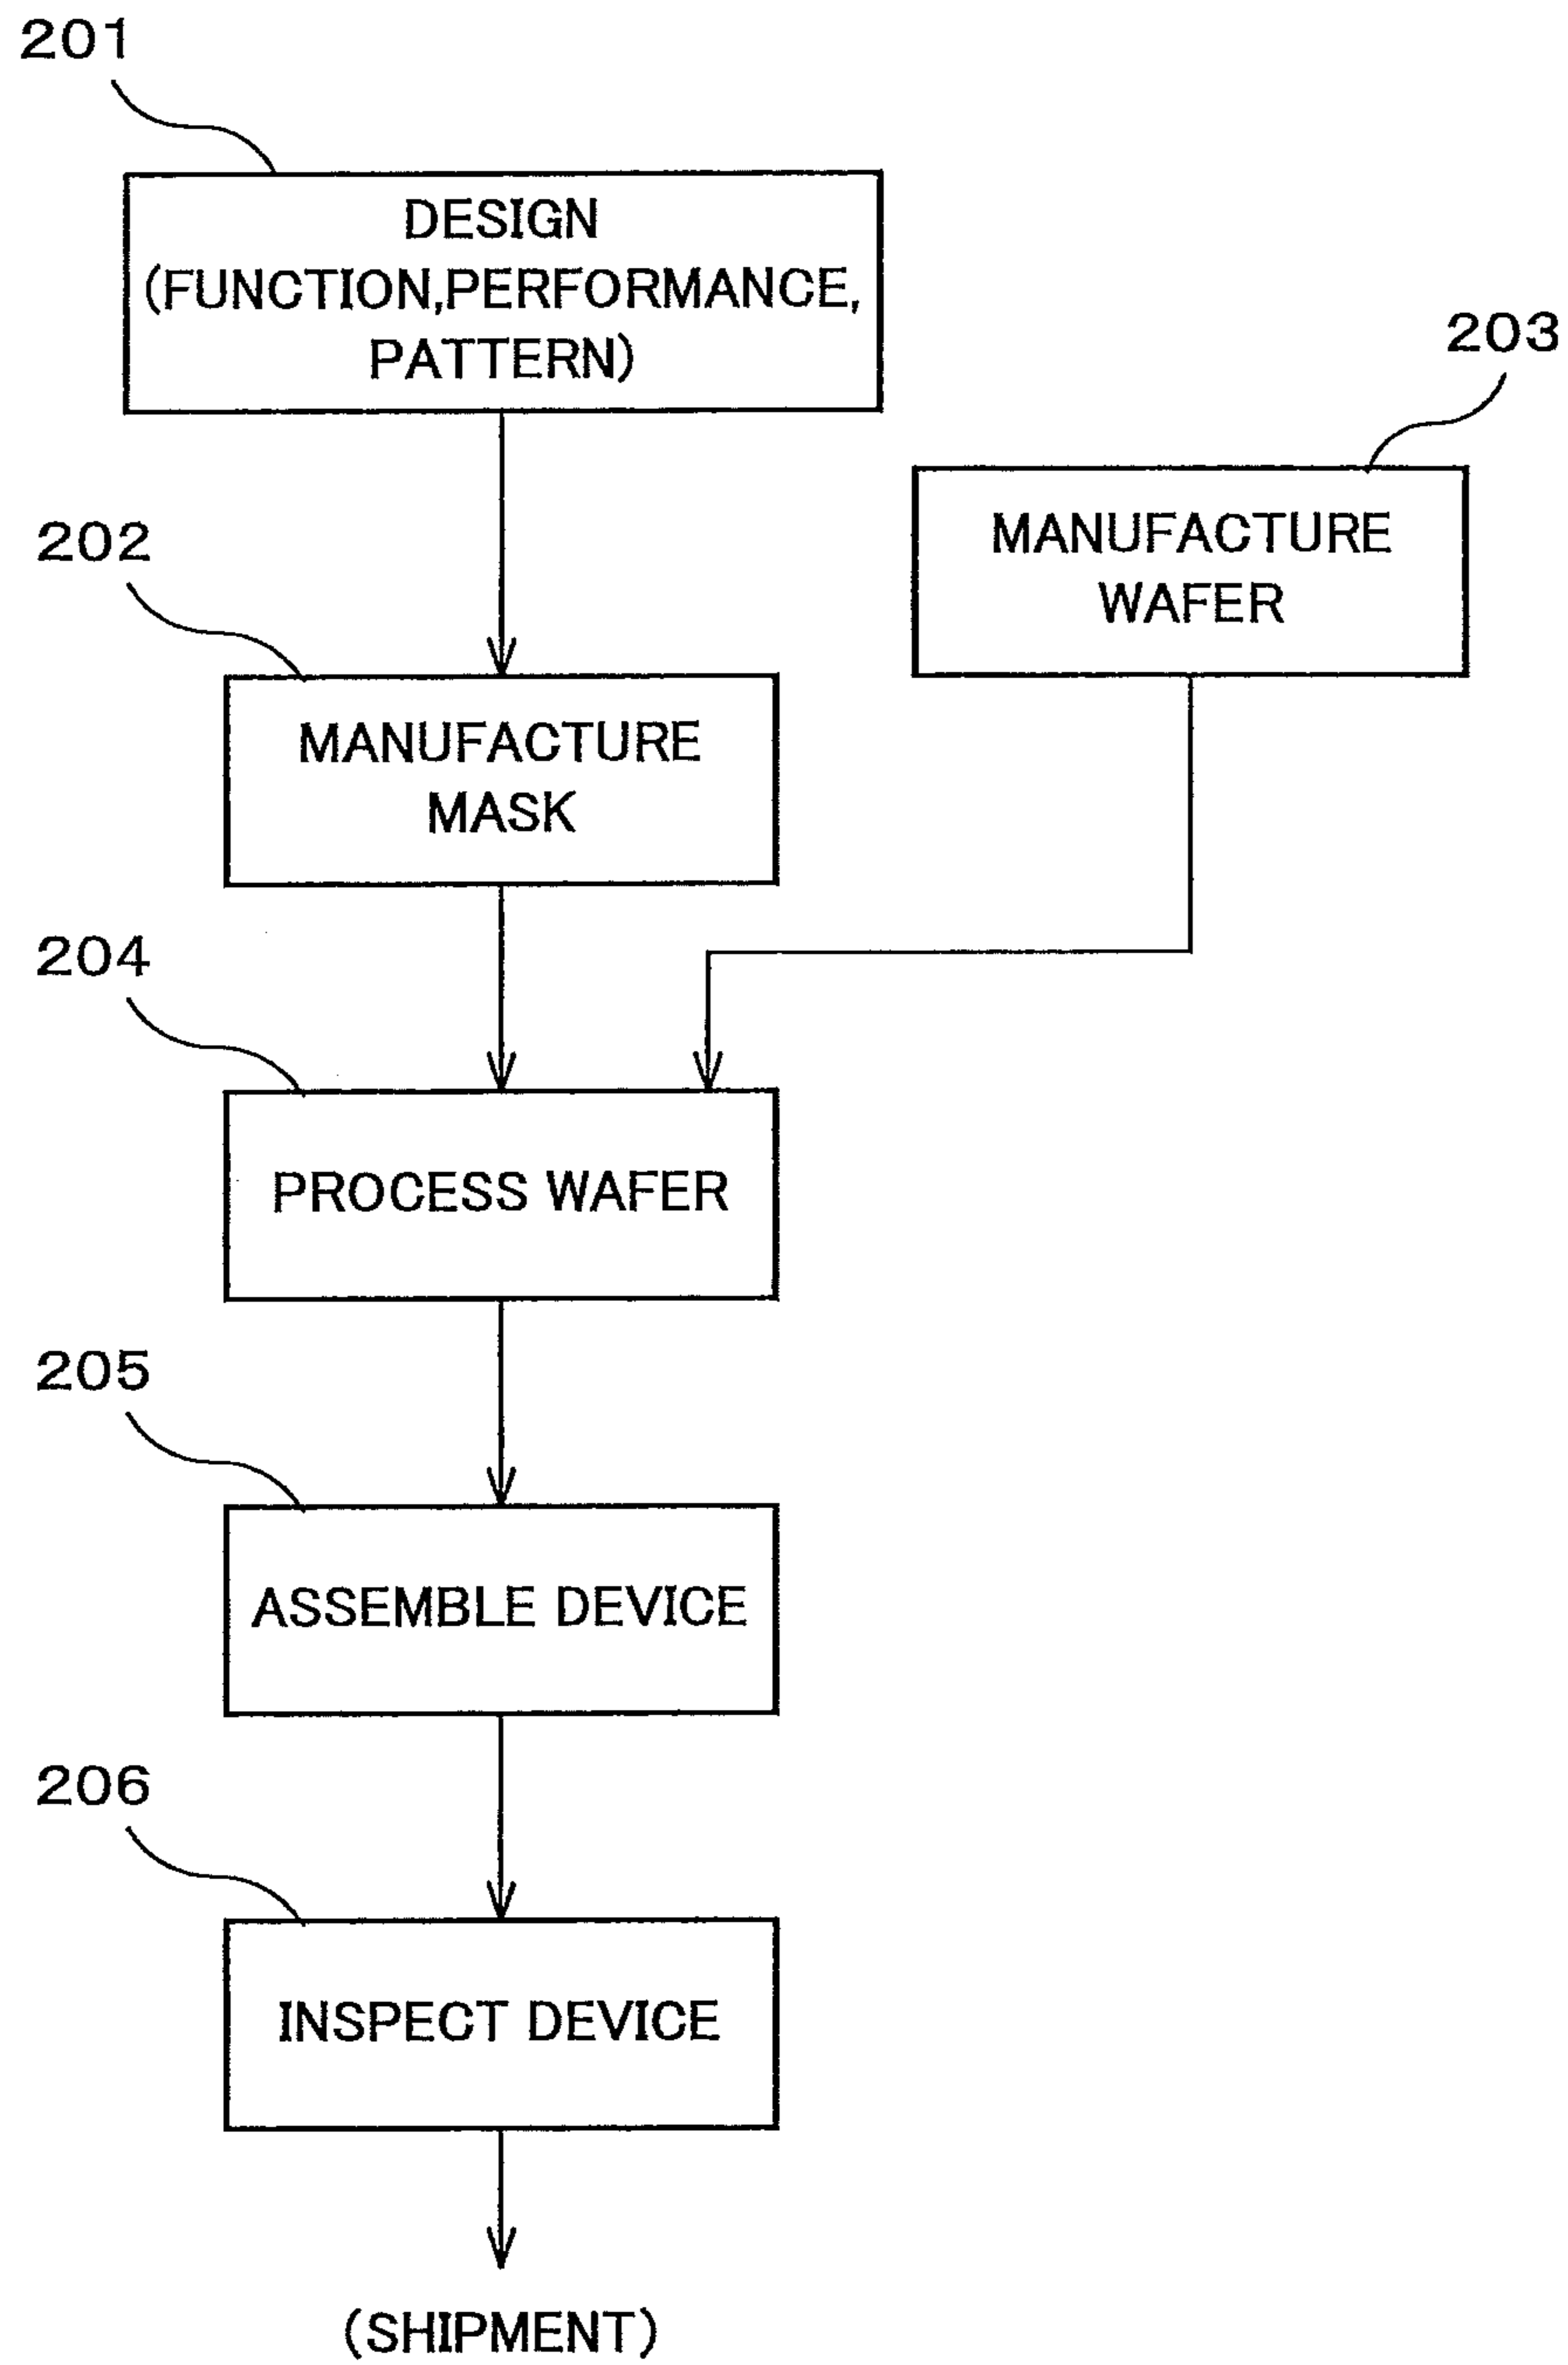 201
DESIGN
(FUNCTION,PERFORMANCE,
PATTERN)
203
MANUFACTURE
WAFER
202
MANUFACTURE
MASK
204
PROCESS WAFER
205
ASSEMBLE DEVICE
206
INSPECT DEVICE
(SHIPMENT)